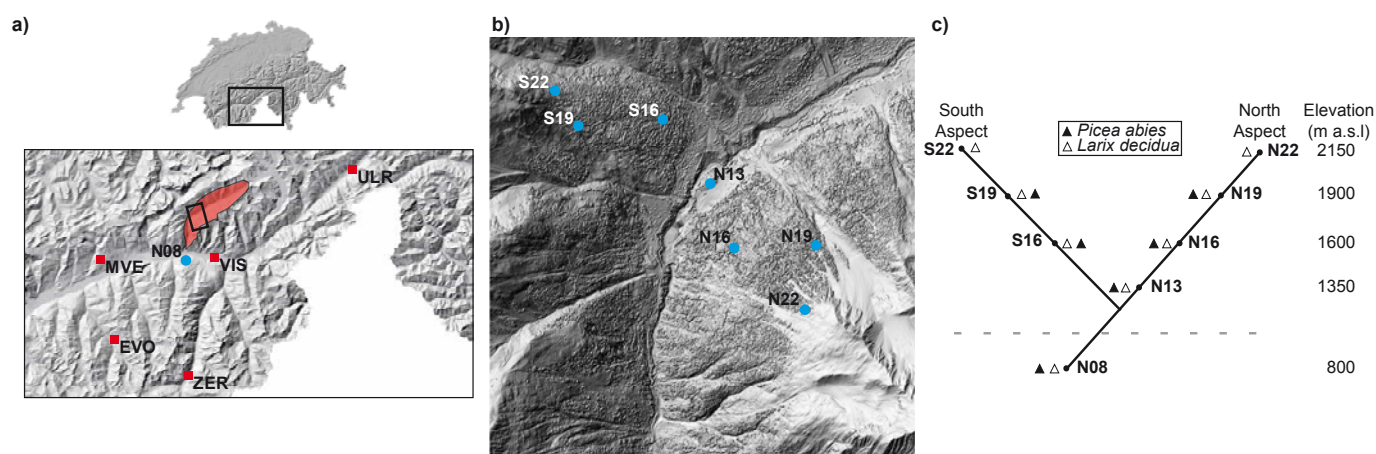 a)
ULR
N08
MVE
VIS
EVO
ZER
b)
S22
S19
S16
N13
N16
N19
N22
c)
South
Aspect
Picea abies
Larix decidua
North
Aspect
Elevation
(m a.s.l)
S22
N22
2150
S19
N19
1900
S16
N16
1600
N13
1350
N08
800